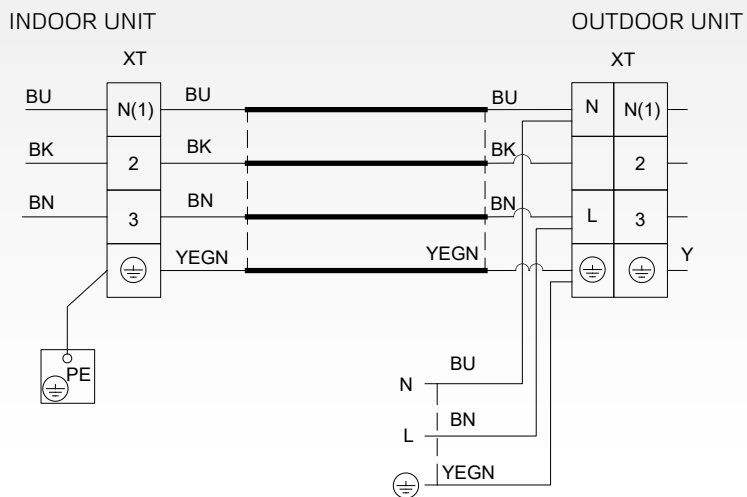 INDOOR UNIT OUTDOOR UNIT
XT XT
BU BU BU N N(1)
N(1)
BK BK BK 2
2
BN BN BN L 3
3
YEGN YEGN Y
PE
N BU
L BN
YEGN